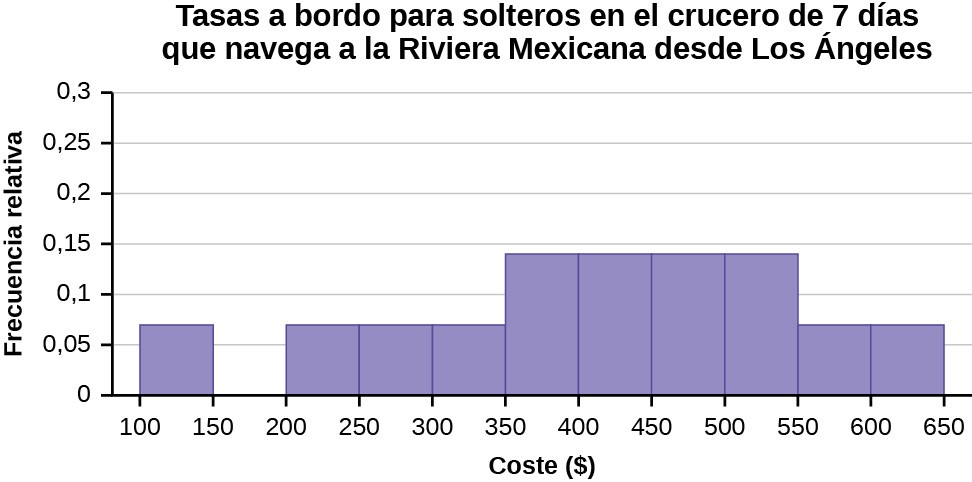 Tasas a bordo para solteros en el crucero de 7 días
que navega a la Riviera Mexicana desde Los Ángeles
Frecuencia relativa
0,3
0,25
0,2
0,15
0,1
0,05
0
100 150 200 250 300 350 400 450 500 550 600 650
Coste ($)